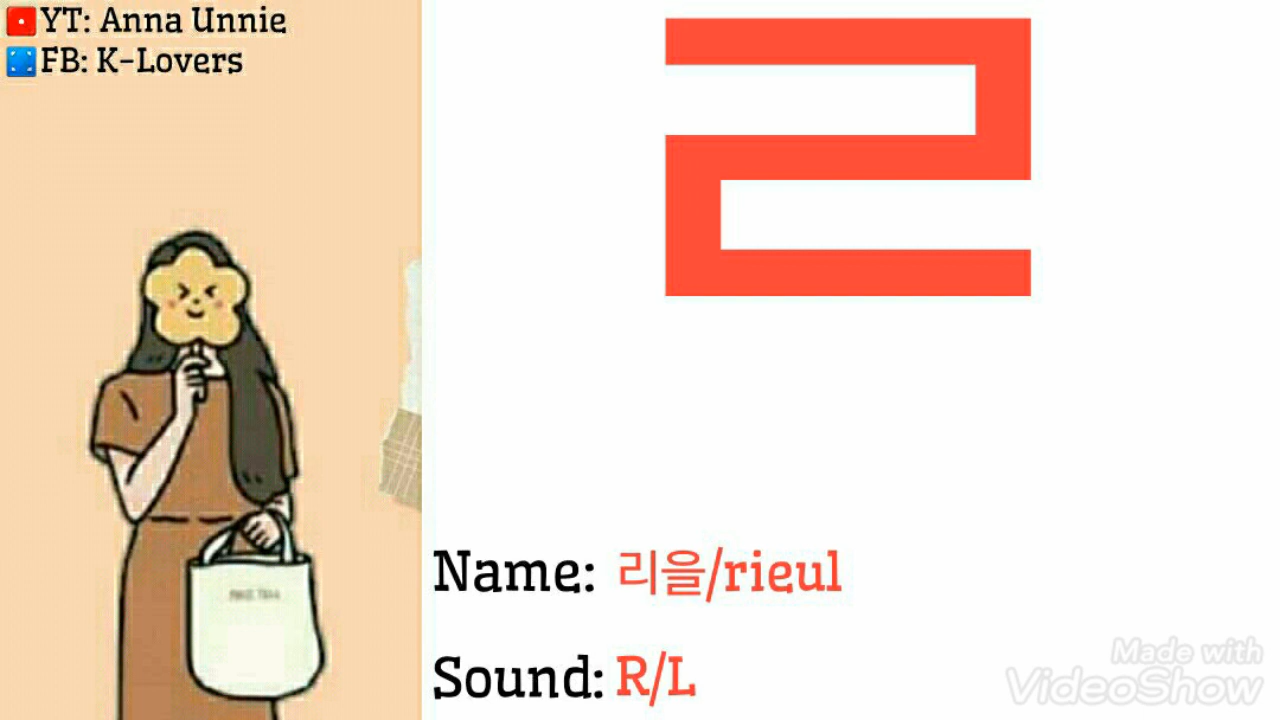 YT: Anna Unnie
FB: K-Lovers
ㄹ
Name: 리을/rieul
Sound: R/L
Made with
VideoShow